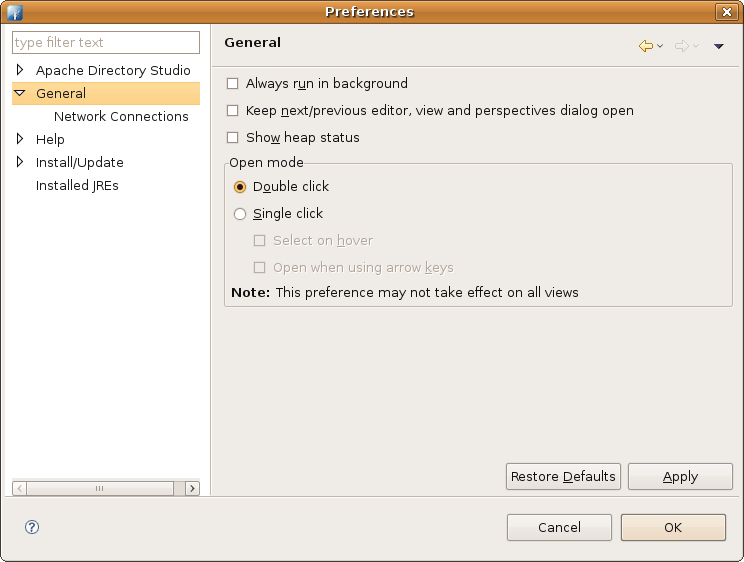 Preferences
type filter text
Apache Directory Studio
General
Network Connections
Help
Install/Update
Installed JREs
General
Always run in background
Keep next/previous editor, view and perspectives dialog open
Show heap status
Open mode
Double click
Single click
Select on hover
Open when using arrow keys
Note: This preference may not take effect on all views
Restore Defaults
Apply
?
Cancel
OK